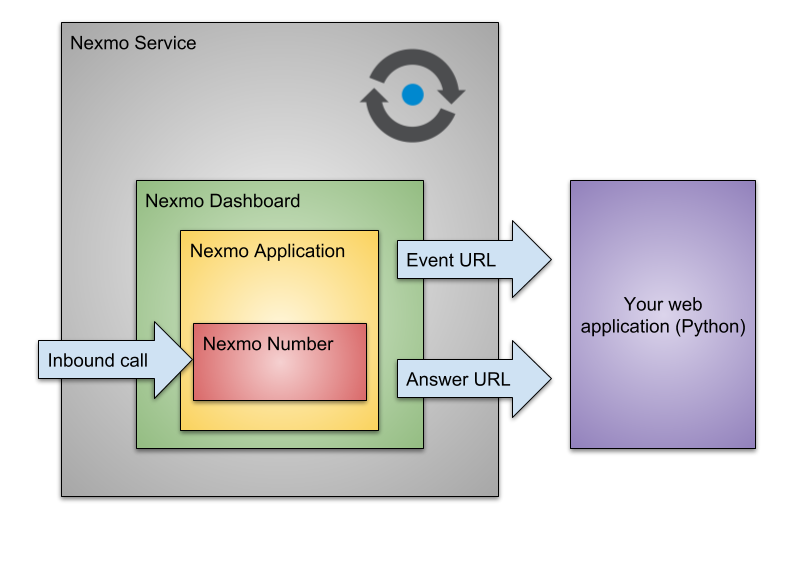 Nexmo Service
Nexmo Dashboard
Nexmo Application
Event URL
Your web
application (Python)
Nexmo Number
Inbound call
Answer URL